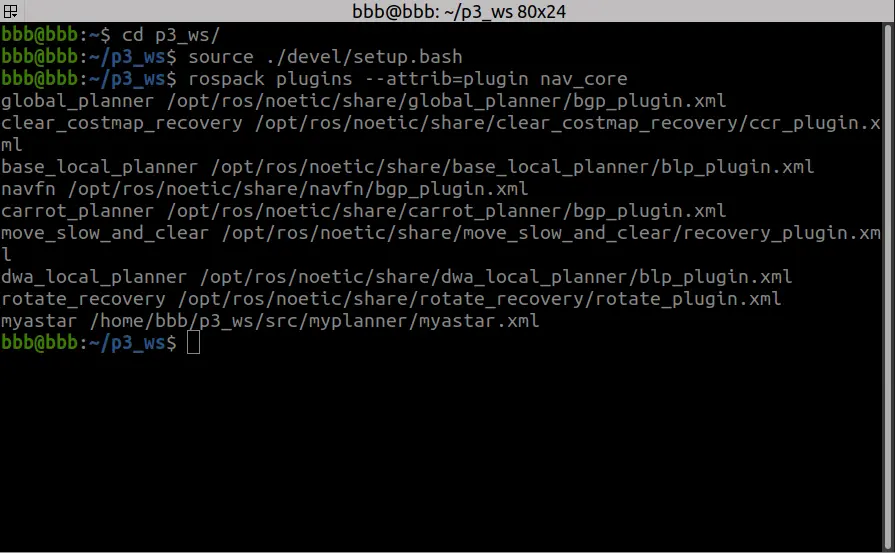 bbb@bbb: ~/p3_ws 80x24
bbb@bbb:~$ cd p3_ws/
bbb@bbb:~/p3_ws$ source ./devel/setup.bash
bbb@bbb:~/p3_ws$ rospack plugins --attrib=plugin nav_core
global_planner /opt/ros/noetic/share/global_planner/bgp_plugin.xml
clear_costmap_recovery /opt/ros/noetic/share/clear_costmap_recovery/ccr_plugin.x
ml
base_local_planner /opt/ros/noetic/share/base_local_planner/blp_plugin.xml
navfn /opt/ros/noetic/share/navfn/bgp_plugin.xml
carrot_planner /opt/ros/noetic/share/carrot_planner/bgp_plugin.xml
move_slow_and_clear /opt/ros/noetic/share/move_slow_and_clear/recovery_plugin.xm
l
dwa_local_planner /opt/ros/noetic/share/dwa_local_planner/blp_plugin.xml
rotate_recovery /opt/ros/noetic/share/rotate_recovery/rotate_plugin.xml
myastar /home/bbb/p3_ws/src/myplanner/myastar.xml
bbb@bbb:~/p3_ws$